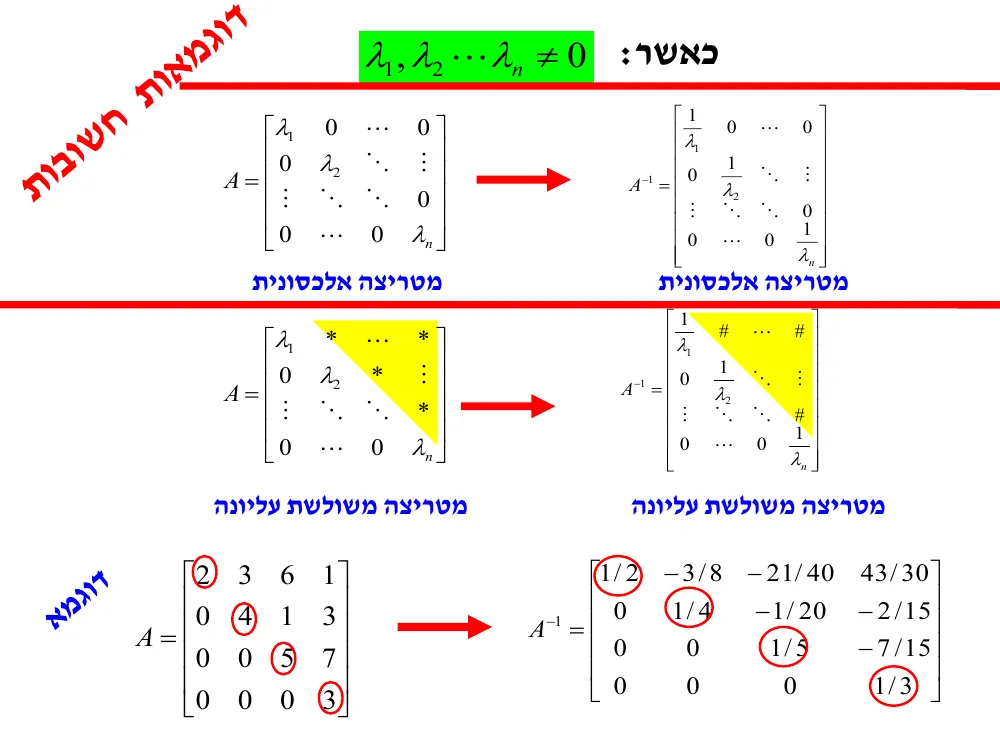 דוגמאות חשובות
כאשר: λ₁, λ₂ ⋯ λₙ ≠ 0
A = [λ₁ 0 ⋯ 0; 0 λ₂ ⋱ ⋮; ⋮ ⋱ ⋱ 0; 0 ⋯ 0 λₙ]
A⁻¹ = [1/λ₁ 0 ⋯ 0; 0 1/λ₂ ⋱ ⋮; ⋮ ⋱ ⋱ 0; 0 ⋯ 0 1/λₙ]
מטריצה אלכסונית
מטריצה אלכסונית
A = [λ₁ * ⋯ *; 0 λ₂ * ⋮; ⋮ ⋱ ⋱ *; 0 ⋯ 0 λₙ]
A⁻¹ = [1/λ₁ # ⋯ #; 0 1/λ₂ ⋱ ⋮; ⋮ ⋱ ⋱ #; 0 ⋯ 0 1/λₙ]
מטריצה משולשת עליונה
מטריצה משולשת עליונה
דוגמא
A = [2 3 6 1; 0 4 1 3; 0 0 5 7; 0 0 0 3]
A⁻¹ = [1/2 −3/8 −21/40 43/30; 0 1/4 −1/20 −2/15; 0 0 1/5 −7/15; 0 0 0 1/3]